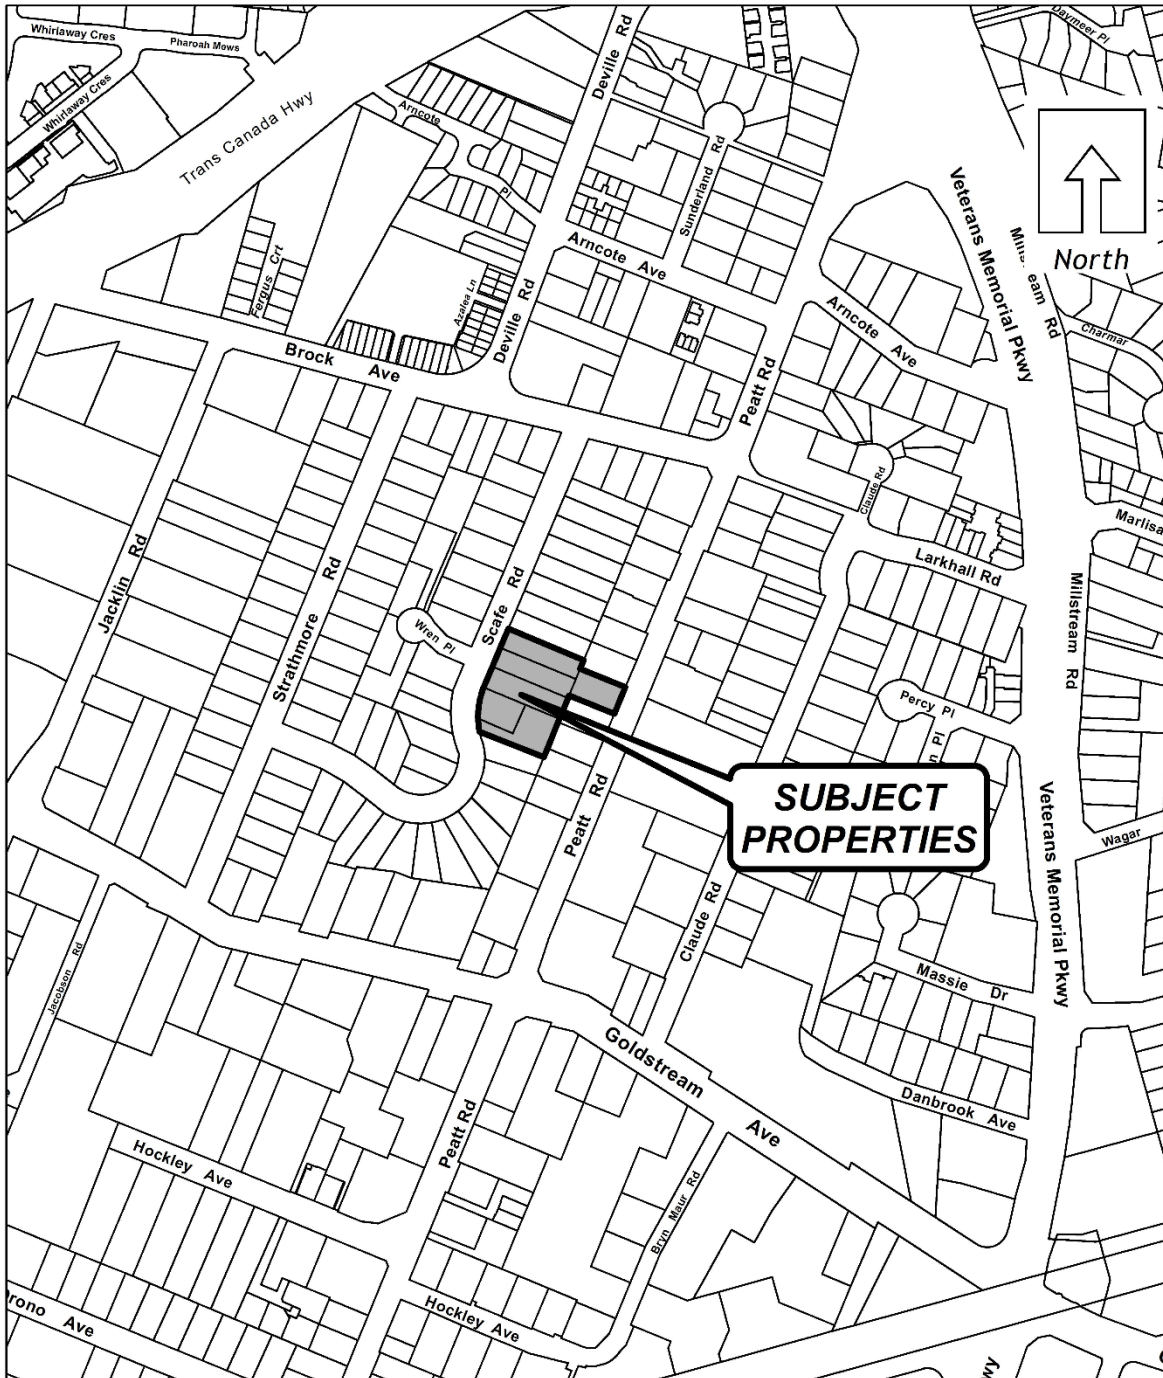 Whirlaway Cres
Pharoah Mews
Whirlaway Cres
Trans Canada Hwy
Deville Rd
Daymeer Pl
Arncote
Pl
Sunderland Rd
Veterans Memorial Pkwy
North
Arncote Ave
Fergus Crt
Azalea Ln
Deville Rd
Arncote Ave
Charmar
Brock Ave
Peatt Rd
Claude Rd
Marlisa
Larkhall Rd
Jacklin Rd
Strathmore Rd
Scafe Rd
Wren Pl
Millstream Rd
Percy Pl
SUBJECT
PROPERTIES
Peatt Rd
Veterans Memorial Pkwy
Wagar
Claude Rd
Jacobson Rd
Massie Dr
Goldstream Ave
Danbrook Ave
Peatt Rd
Hockley Ave
Bryn Maur Rd
Hockley Ave
Ave